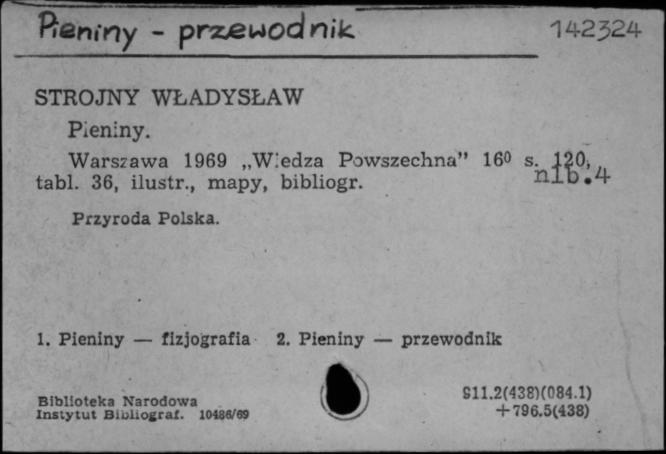 Pieniny - przewodnik 142324
STROJNY WŁADYSŁAW
Pieniny.
Warszawa 1969 „Wiedza Powszechna” 16⁰ s. 120,
tabl. 36, ilustr., mapy, bibliogr. nlb.4
Przyroda Polska.
1. Pieniny — fizjografia 2. Pieniny — przewodnik
Biblioteka Narodowa 911.2(438)(084.1)
Instytut Bibliograf. 10486/69 +796.5(438)